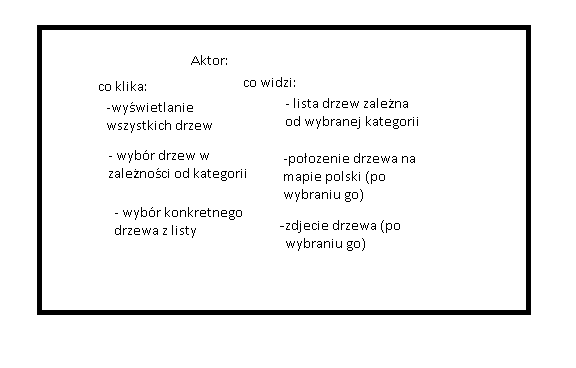 Aktor:
co klika:
-wyświetlanie
wszystkich drzew
- wybór drzew w
zależności od kategorii
- wybór konkretnego
drzewa z listy
co widzi:
- lista drzew zależna
od wybranej kategorii
-położenie drzewa na
mapie polski (po
wybraniu go)
-zdjecie drzewa (po
wybraniu go)